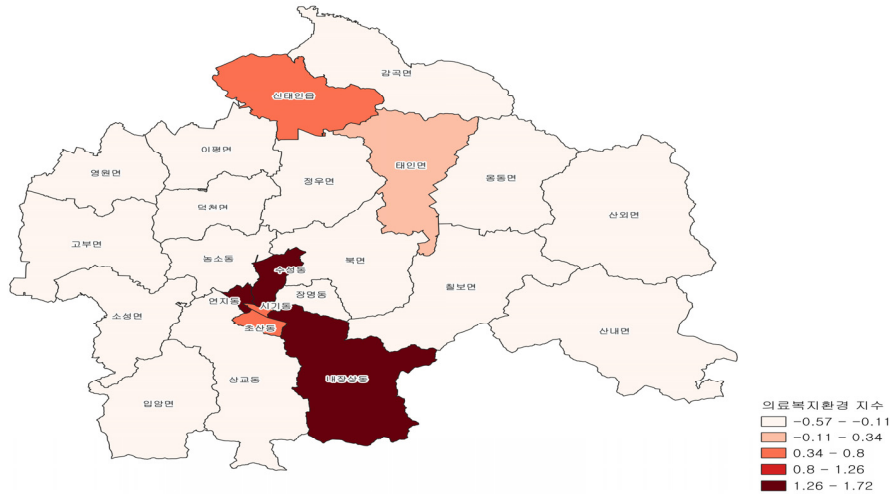 감곡면
신태인읍
이평면
태인면
영원면
정우면
옹동면
덕천면
산외면
고부면
농소동
북면
수성동
칠보면
장명동
연지동
시기동
소성면
초산동
산내면
내장상동
상교동
입암면
의료복지환경 지수
-0.57 - -0.11
-0.11 - 0.34
0.34 - 0.8
0.8 - 1.26
1.26 - 1.72